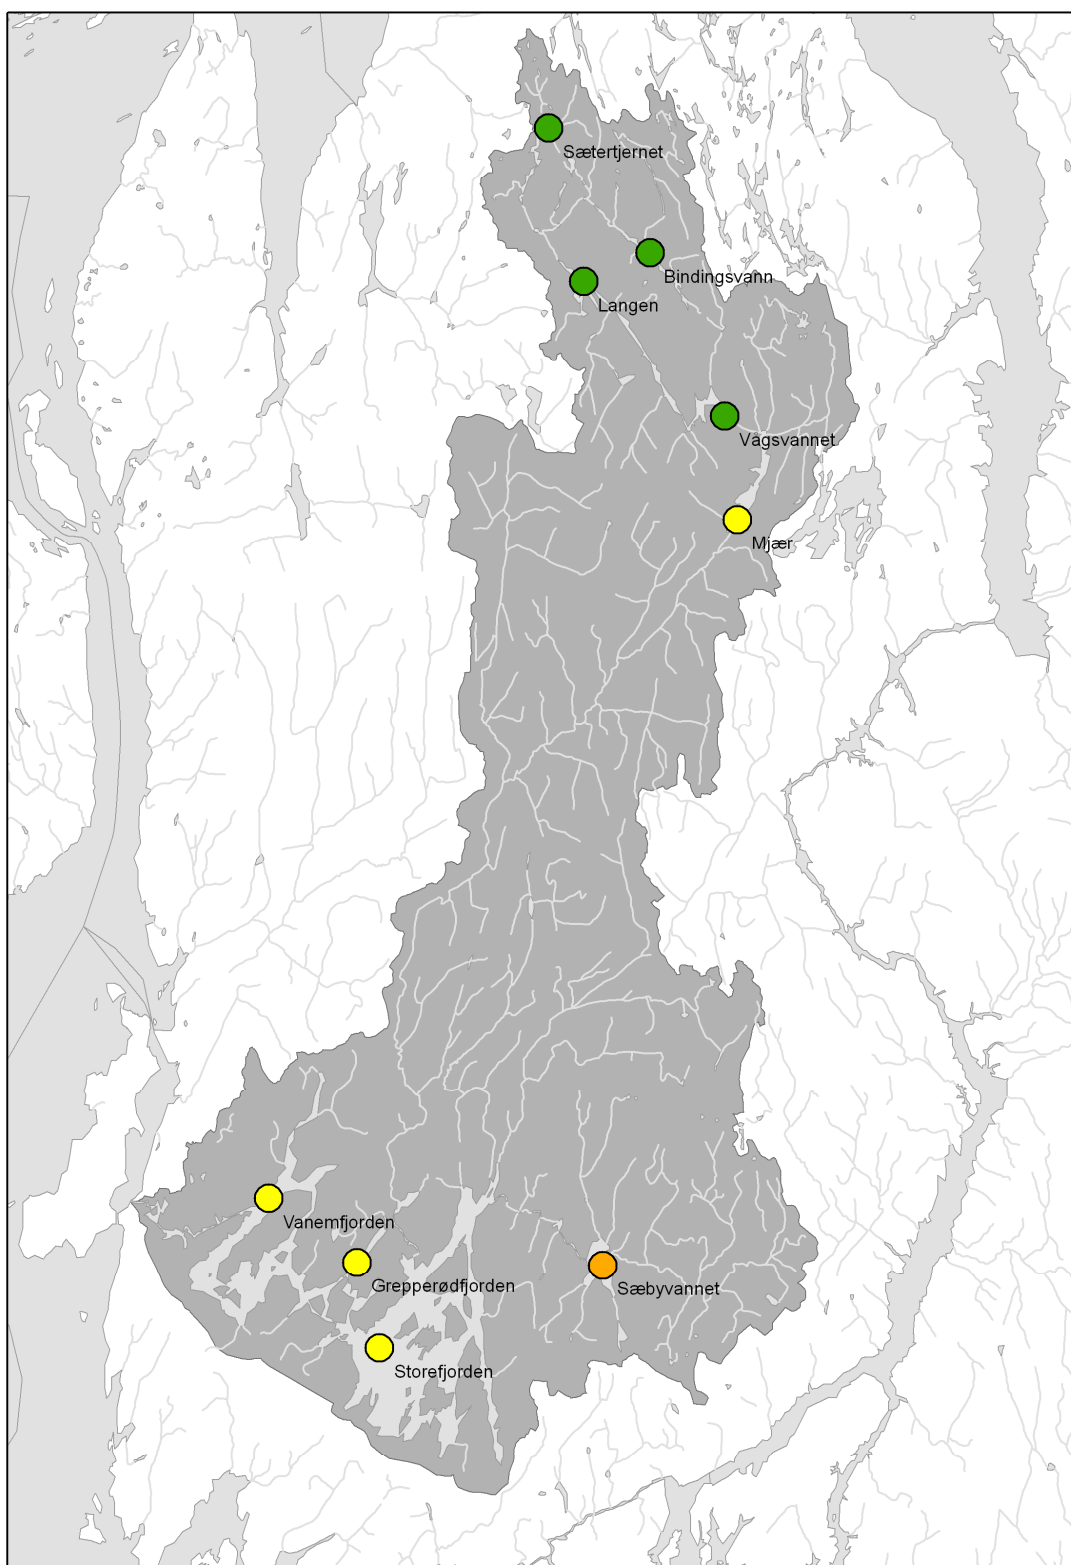 Sætertjernet
Bindingsvann
Langen
Vågsvannet
Mjær
Vanemfjorden
Grepperødfjorden
Sæbyvannet
Storefjorden